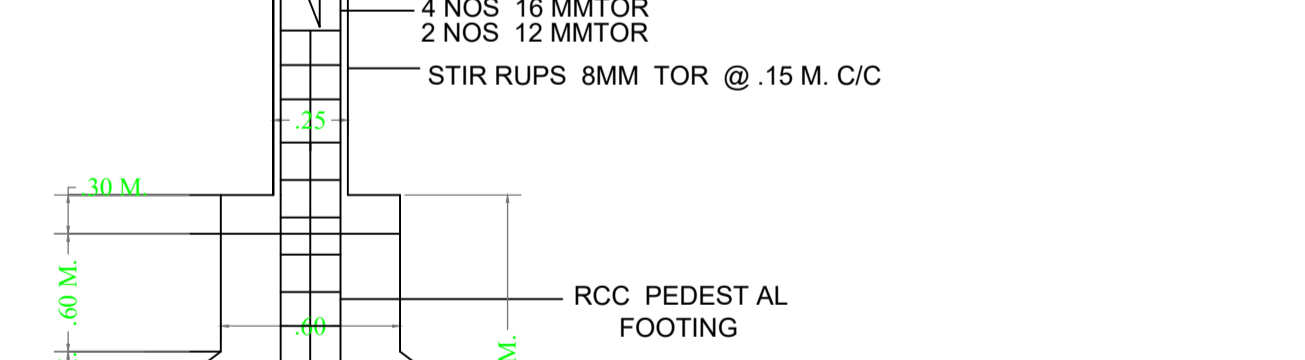 4 NOS 16 MMTOR
2 NOS 12 MMTOR
STIR RUPS 8MM TOR @ .15 M. C/C
.25
.30 M.
.60 M.
RCC PEDEST AL
FOOTING
.60
M.